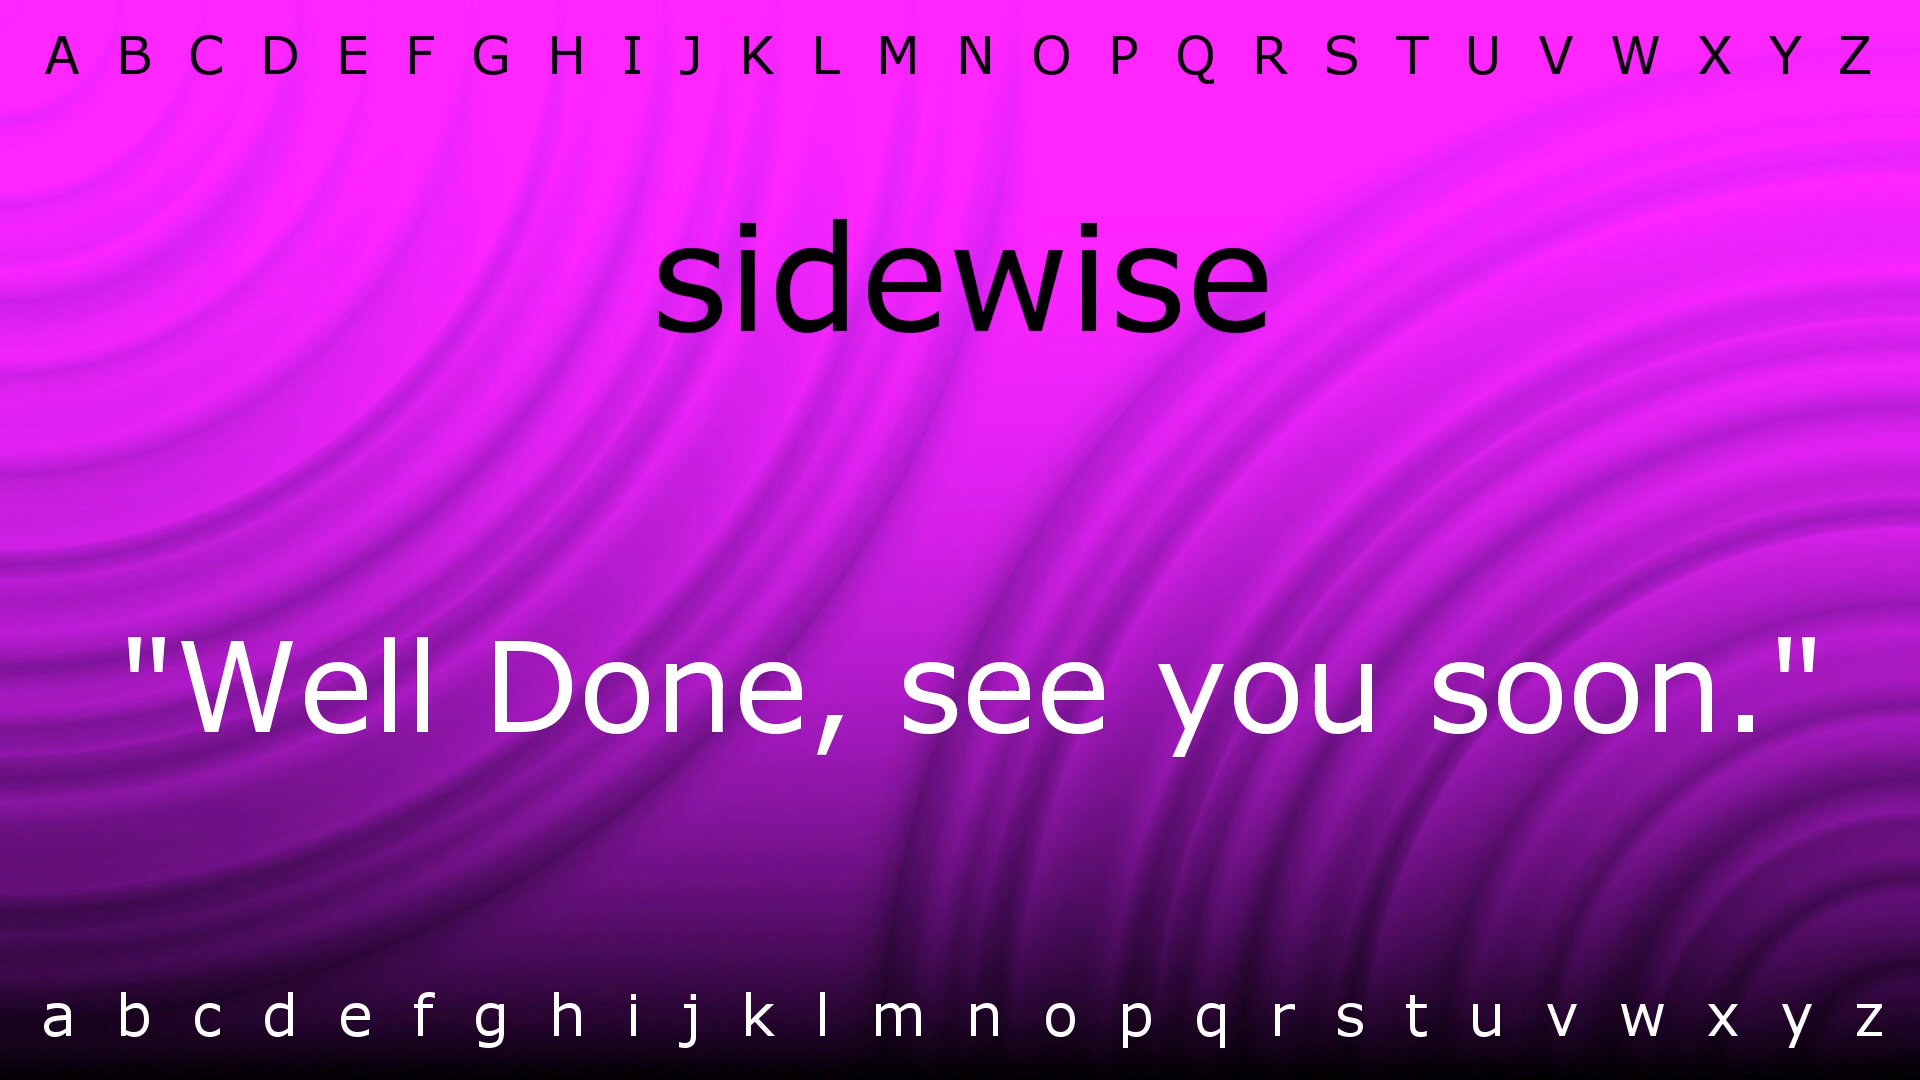 A B C D E F G H I J K L M N O P Q R S T U V W X Y Z
sidewise
"Well Done, see you soon."
a b c d e f g h i j k l m n o p q r s t u v w x y z